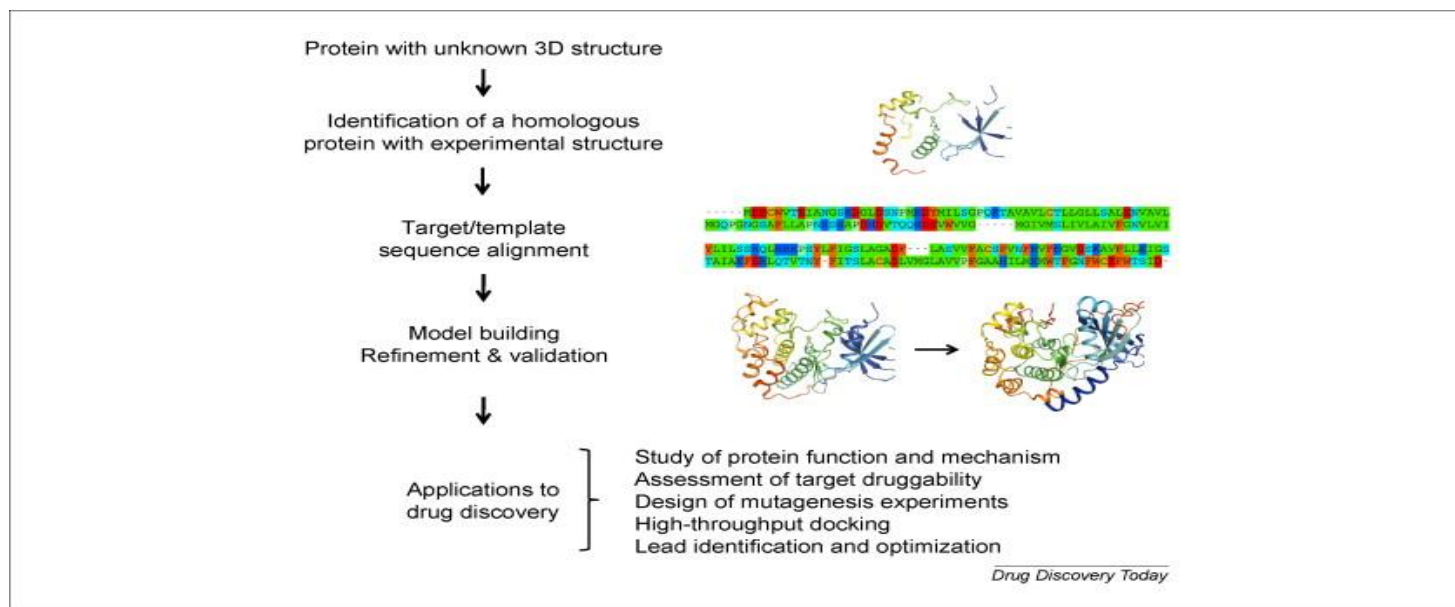 Protein with unknown 3D structure
Identification of a homologous
protein with experimental structure
Target/template
sequence alignment
Model building
Refinement & validation
Applications to
drug discovery
Study of protein function and mechanism
Assessment of target druggability
Design of mutagenesis experiments
High-throughput docking
Lead identification and optimization
Drug Discovery Today